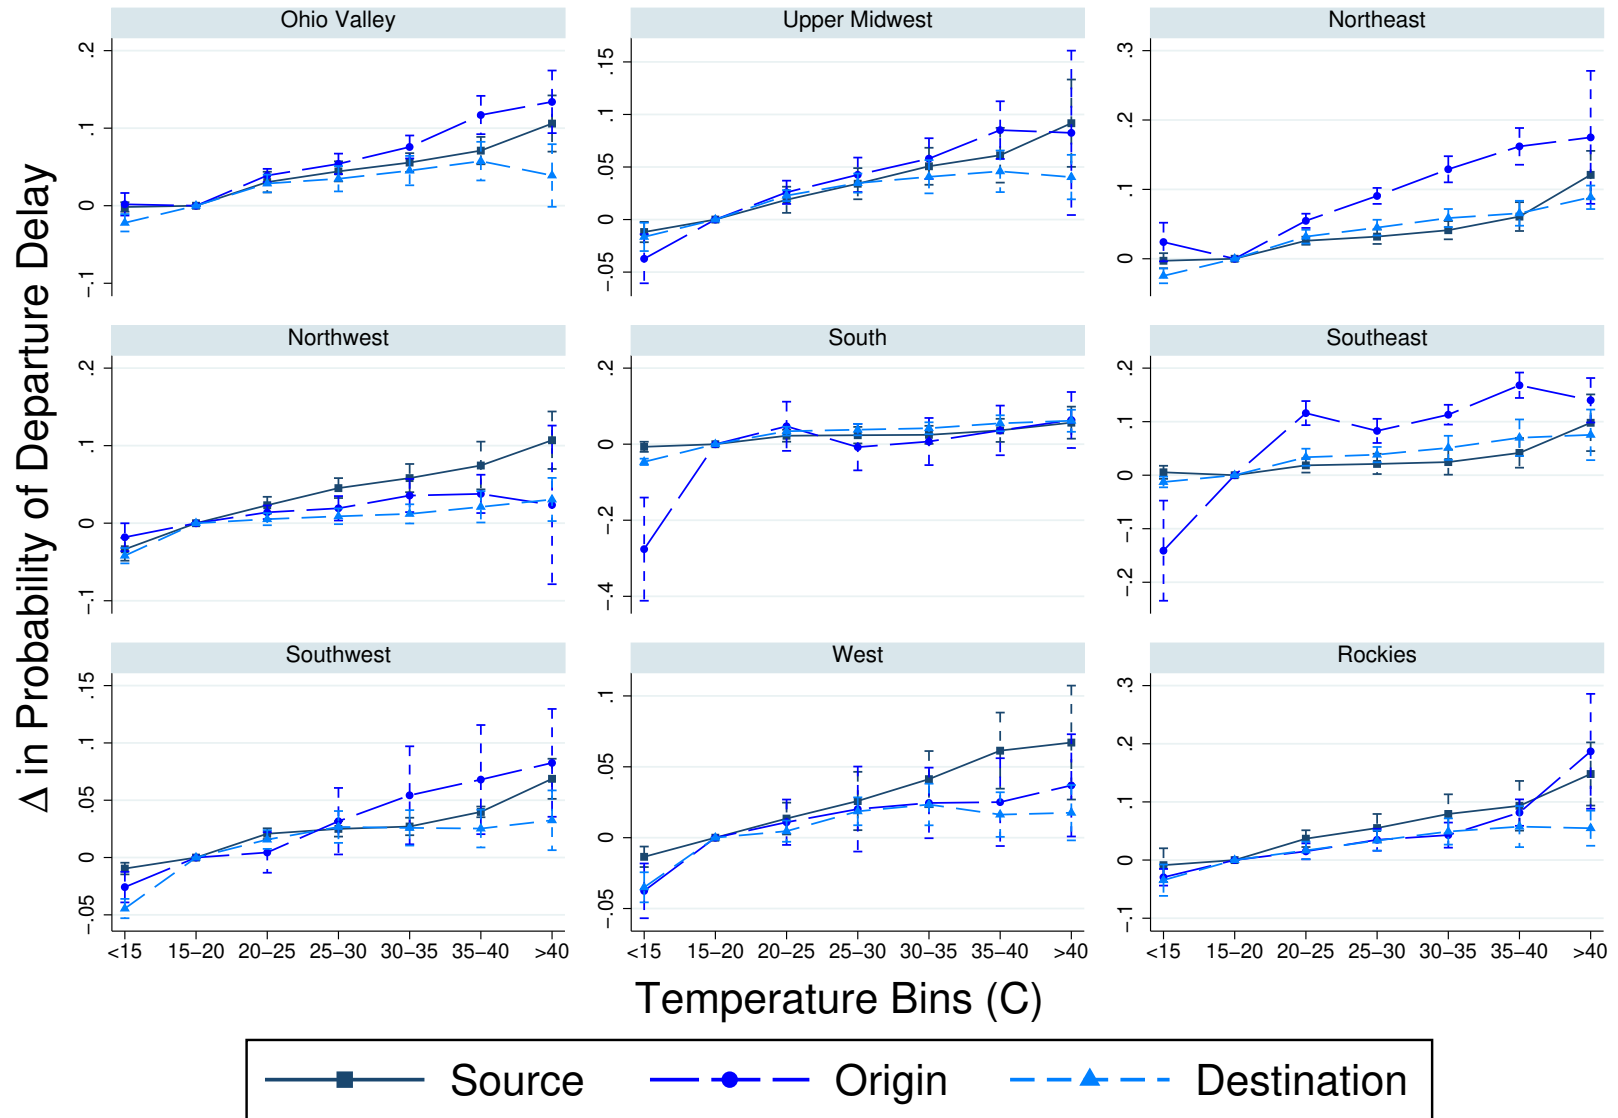 Δ in Probability of Departure Delay
Ohio Valley
.2
.1
0
-.1
Upper Midwest
.15
.1
.05
0
-.05
Northeast
.3
.2
.1
0
Northwest
.2
.1
0
-.1
South
.2
0
-.2
-.4
Southeast
.2
.1
0
-.1
-.2
Southwest
.15
.1
.05
0
-.05
<15 15–20 20–25 25–30 30–35 35–40 >40
West
.1
.05
0
-.05
<15 15–20 20–25 25–30 30–35 35–40 >40
Rockies
.3
.2
.1
0
-.1
<15 15–20 20–25 25–30 30–35 35–40 >40
Temperature Bins (C)
Source Origin Destination